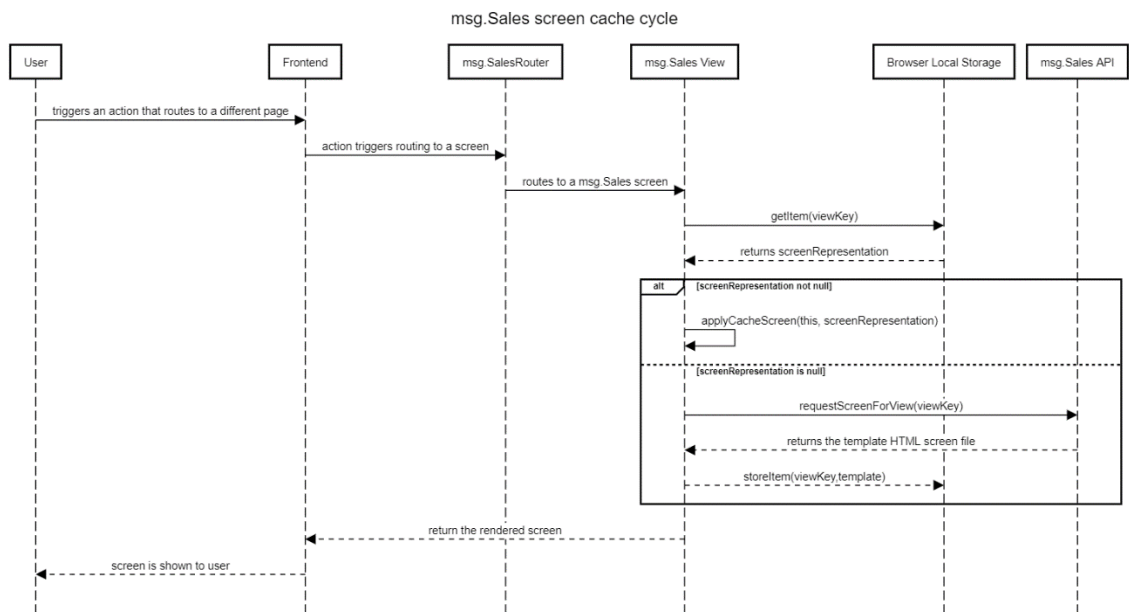 msg.Sales screen cache cycle
User
Frontend
msg.SalesRouter
msg.Sales View
Browser Local Storage
msg.Sales API
triggers an action that routes to a different page
action triggers routing to a screen
routes to a msg.Sales screen
getItem(viewKey)
returns screenRepresentation
alt
[screenRepresentation not null]
applyCacheScreen(this, screenRepresentation)
[screenRepresentation is null]
requestScreenForView(viewKey)
returns the template HTML screen file
storeItem(viewKey,template)
return the rendered screen
screen is shown to user